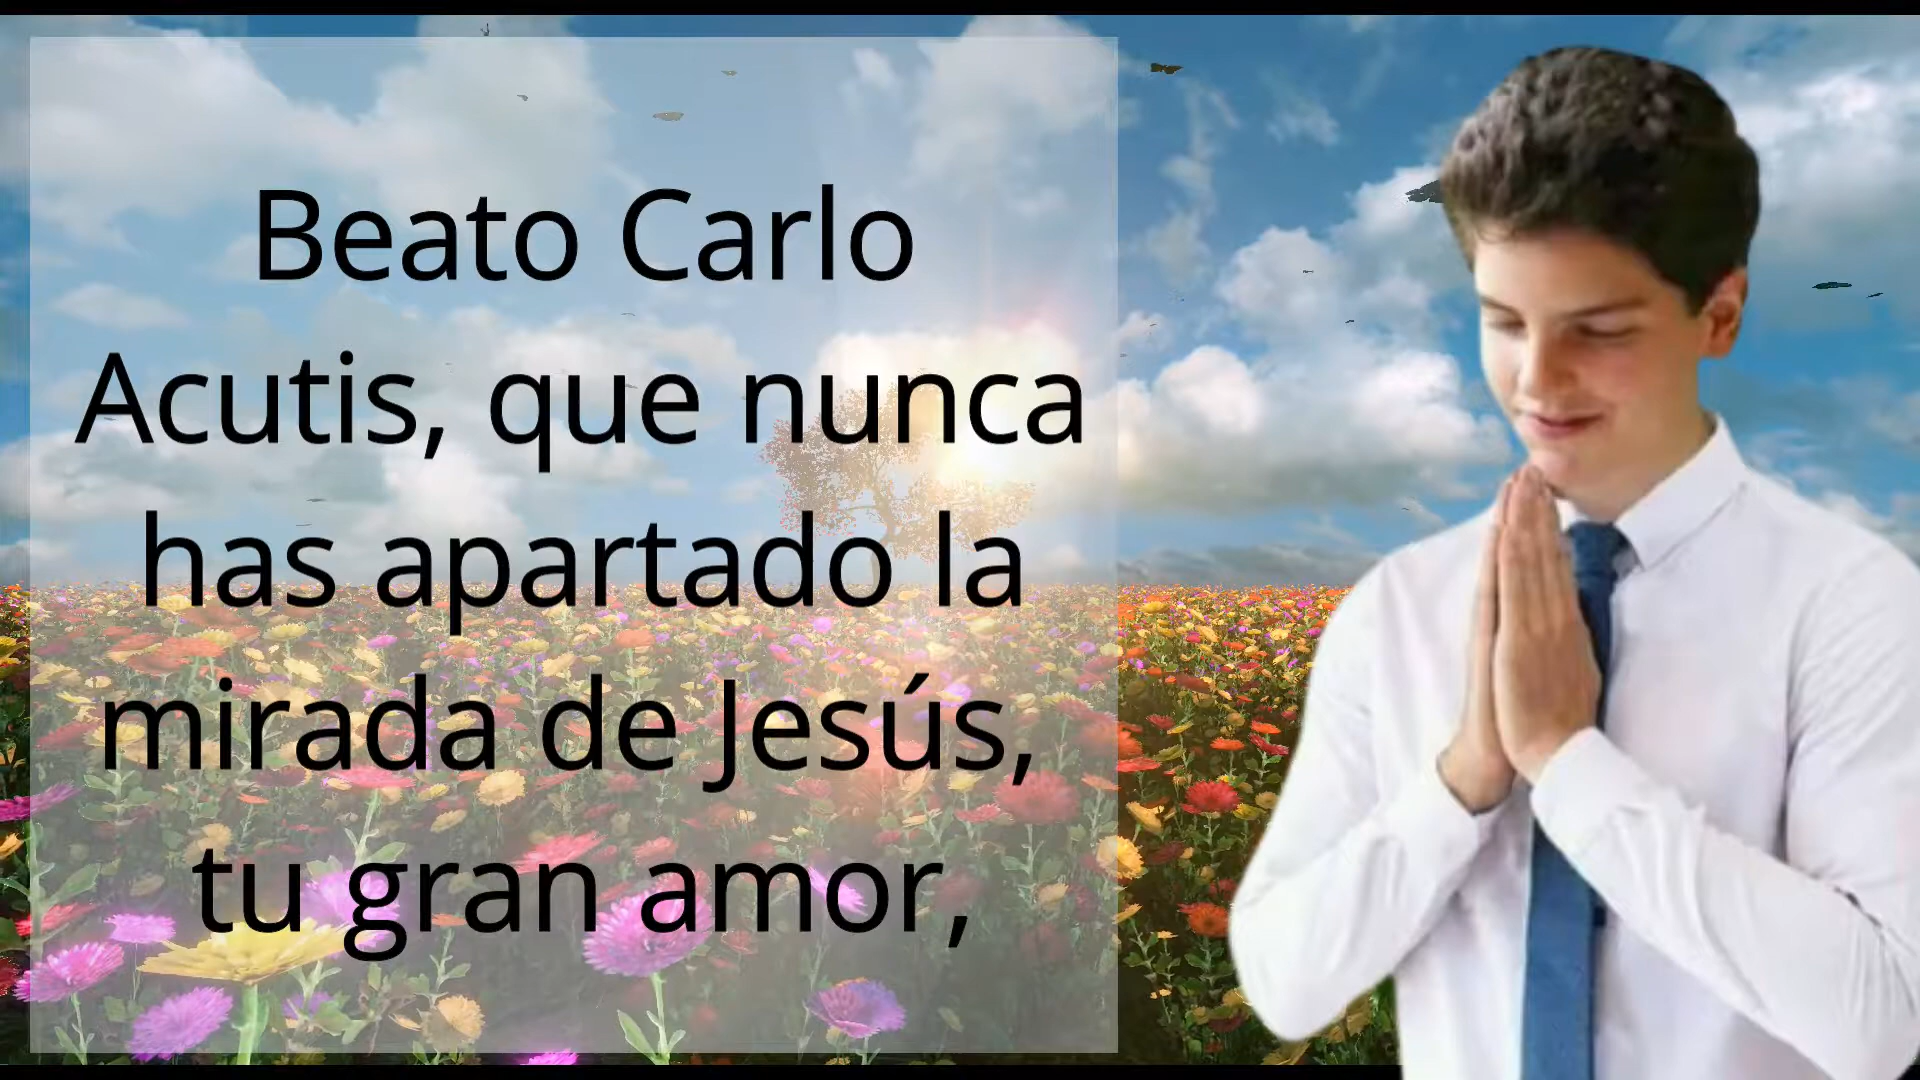 Beato Carlo
Acutis, que nunca
has apartado la
mirada de Jesús,
tu gran amor,